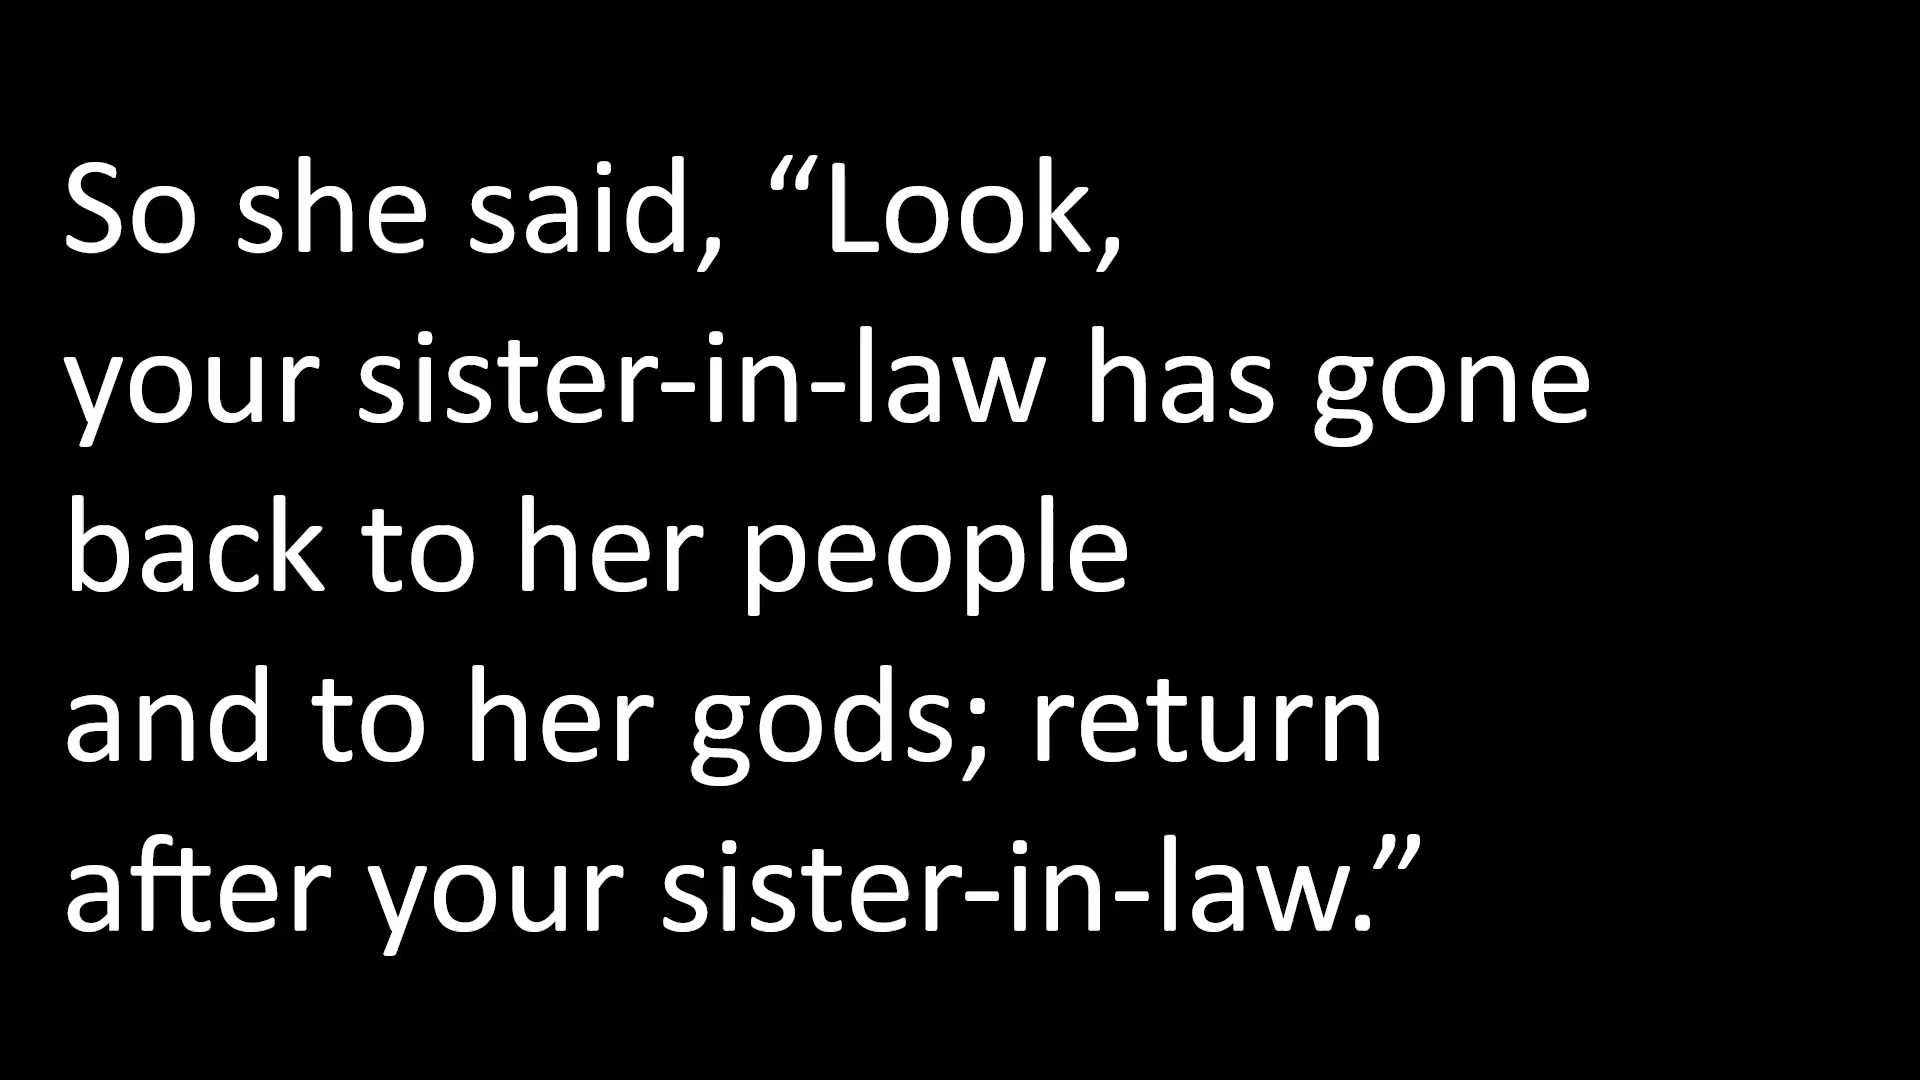 So she said, “Look,
your sister-in-law has gone
back to her people
and to her gods; return
after your sister-in-law.”